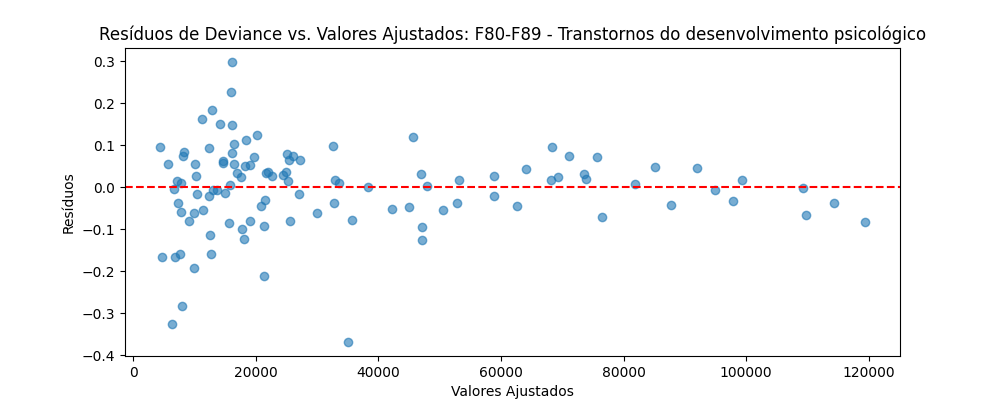 Resíduos de Deviance vs. Valores Ajustados: F80-F89 - Transtornos do desenvolvimento psicológico
0.3
0.2
0.1
0.0
−0.1
−0.2
−0.3
−0.4
Resíduos
0 20000 40000 60000 80000 100000 120000
Valores Ajustados